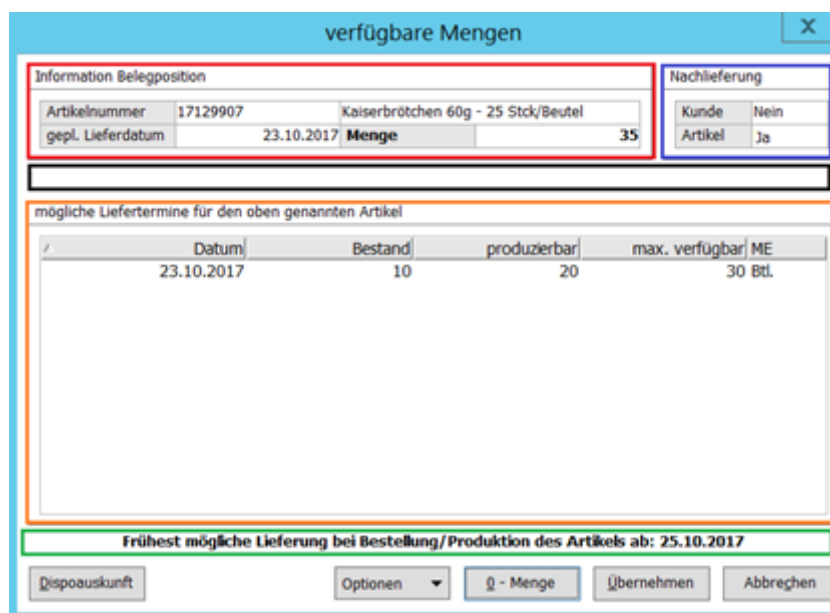 verfügbare Mengen
X
Information Belegposition
Nachlieferung
Artikelnummer 17129907 Kaiserbrötchen 60g - 25 Stck/Beutel
Kunde Nein
gepl. Lieferdatum 23.10.2017 Menge 35
Artikel Ja
mögliche Liefertermine für den oben genannten Artikel
Datum Bestand produzierbar max. verfügbar ME
23.10.2017 10 20 30 Btl.
Frühest mögliche Lieferung bei Bestellung/Produktion des Artikels ab: 25.10.2017
Dispoauskunft Optionen 0 - Menge Übernehmen Abbrechen